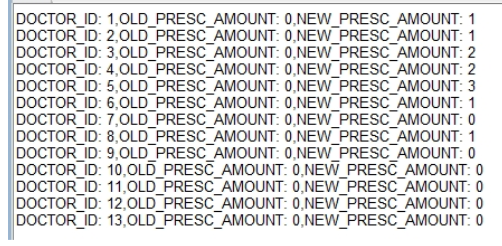 DOCTOR_ID: 1,OLD_PRESC_AMOUNT: 0,NEW_PRESC_AMOUNT: 1
DOCTOR_ID: 2,OLD_PRESC_AMOUNT: 0,NEW_PRESC_AMOUNT: 1
DOCTOR_ID: 3,OLD_PRESC_AMOUNT: 0,NEW_PRESC_AMOUNT: 2
DOCTOR_ID: 4,OLD_PRESC_AMOUNT: 0,NEW_PRESC_AMOUNT: 2
DOCTOR_ID: 5,OLD_PRESC_AMOUNT: 0,NEW_PRESC_AMOUNT: 3
DOCTOR_ID: 6,OLD_PRESC_AMOUNT: 0,NEW_PRESC_AMOUNT: 1
DOCTOR_ID: 7,OLD_PRESC_AMOUNT: 0,NEW_PRESC_AMOUNT: 0
DOCTOR_ID: 8,OLD_PRESC_AMOUNT: 0,NEW_PRESC_AMOUNT: 1
DOCTOR_ID: 9,OLD_PRESC_AMOUNT: 0,NEW_PRESC_AMOUNT: 0
DOCTOR_ID: 10,OLD_PRESC_AMOUNT: 0,NEW_PRESC_AMOUNT: 0
DOCTOR_ID: 11,OLD_PRESC_AMOUNT: 0,NEW_PRESC_AMOUNT: 0
DOCTOR_ID: 12,OLD_PRESC_AMOUNT: 0,NEW_PRESC_AMOUNT: 0
DOCTOR_ID: 13,OLD_PRESC_AMOUNT: 0,NEW_PRESC_AMOUNT: 0